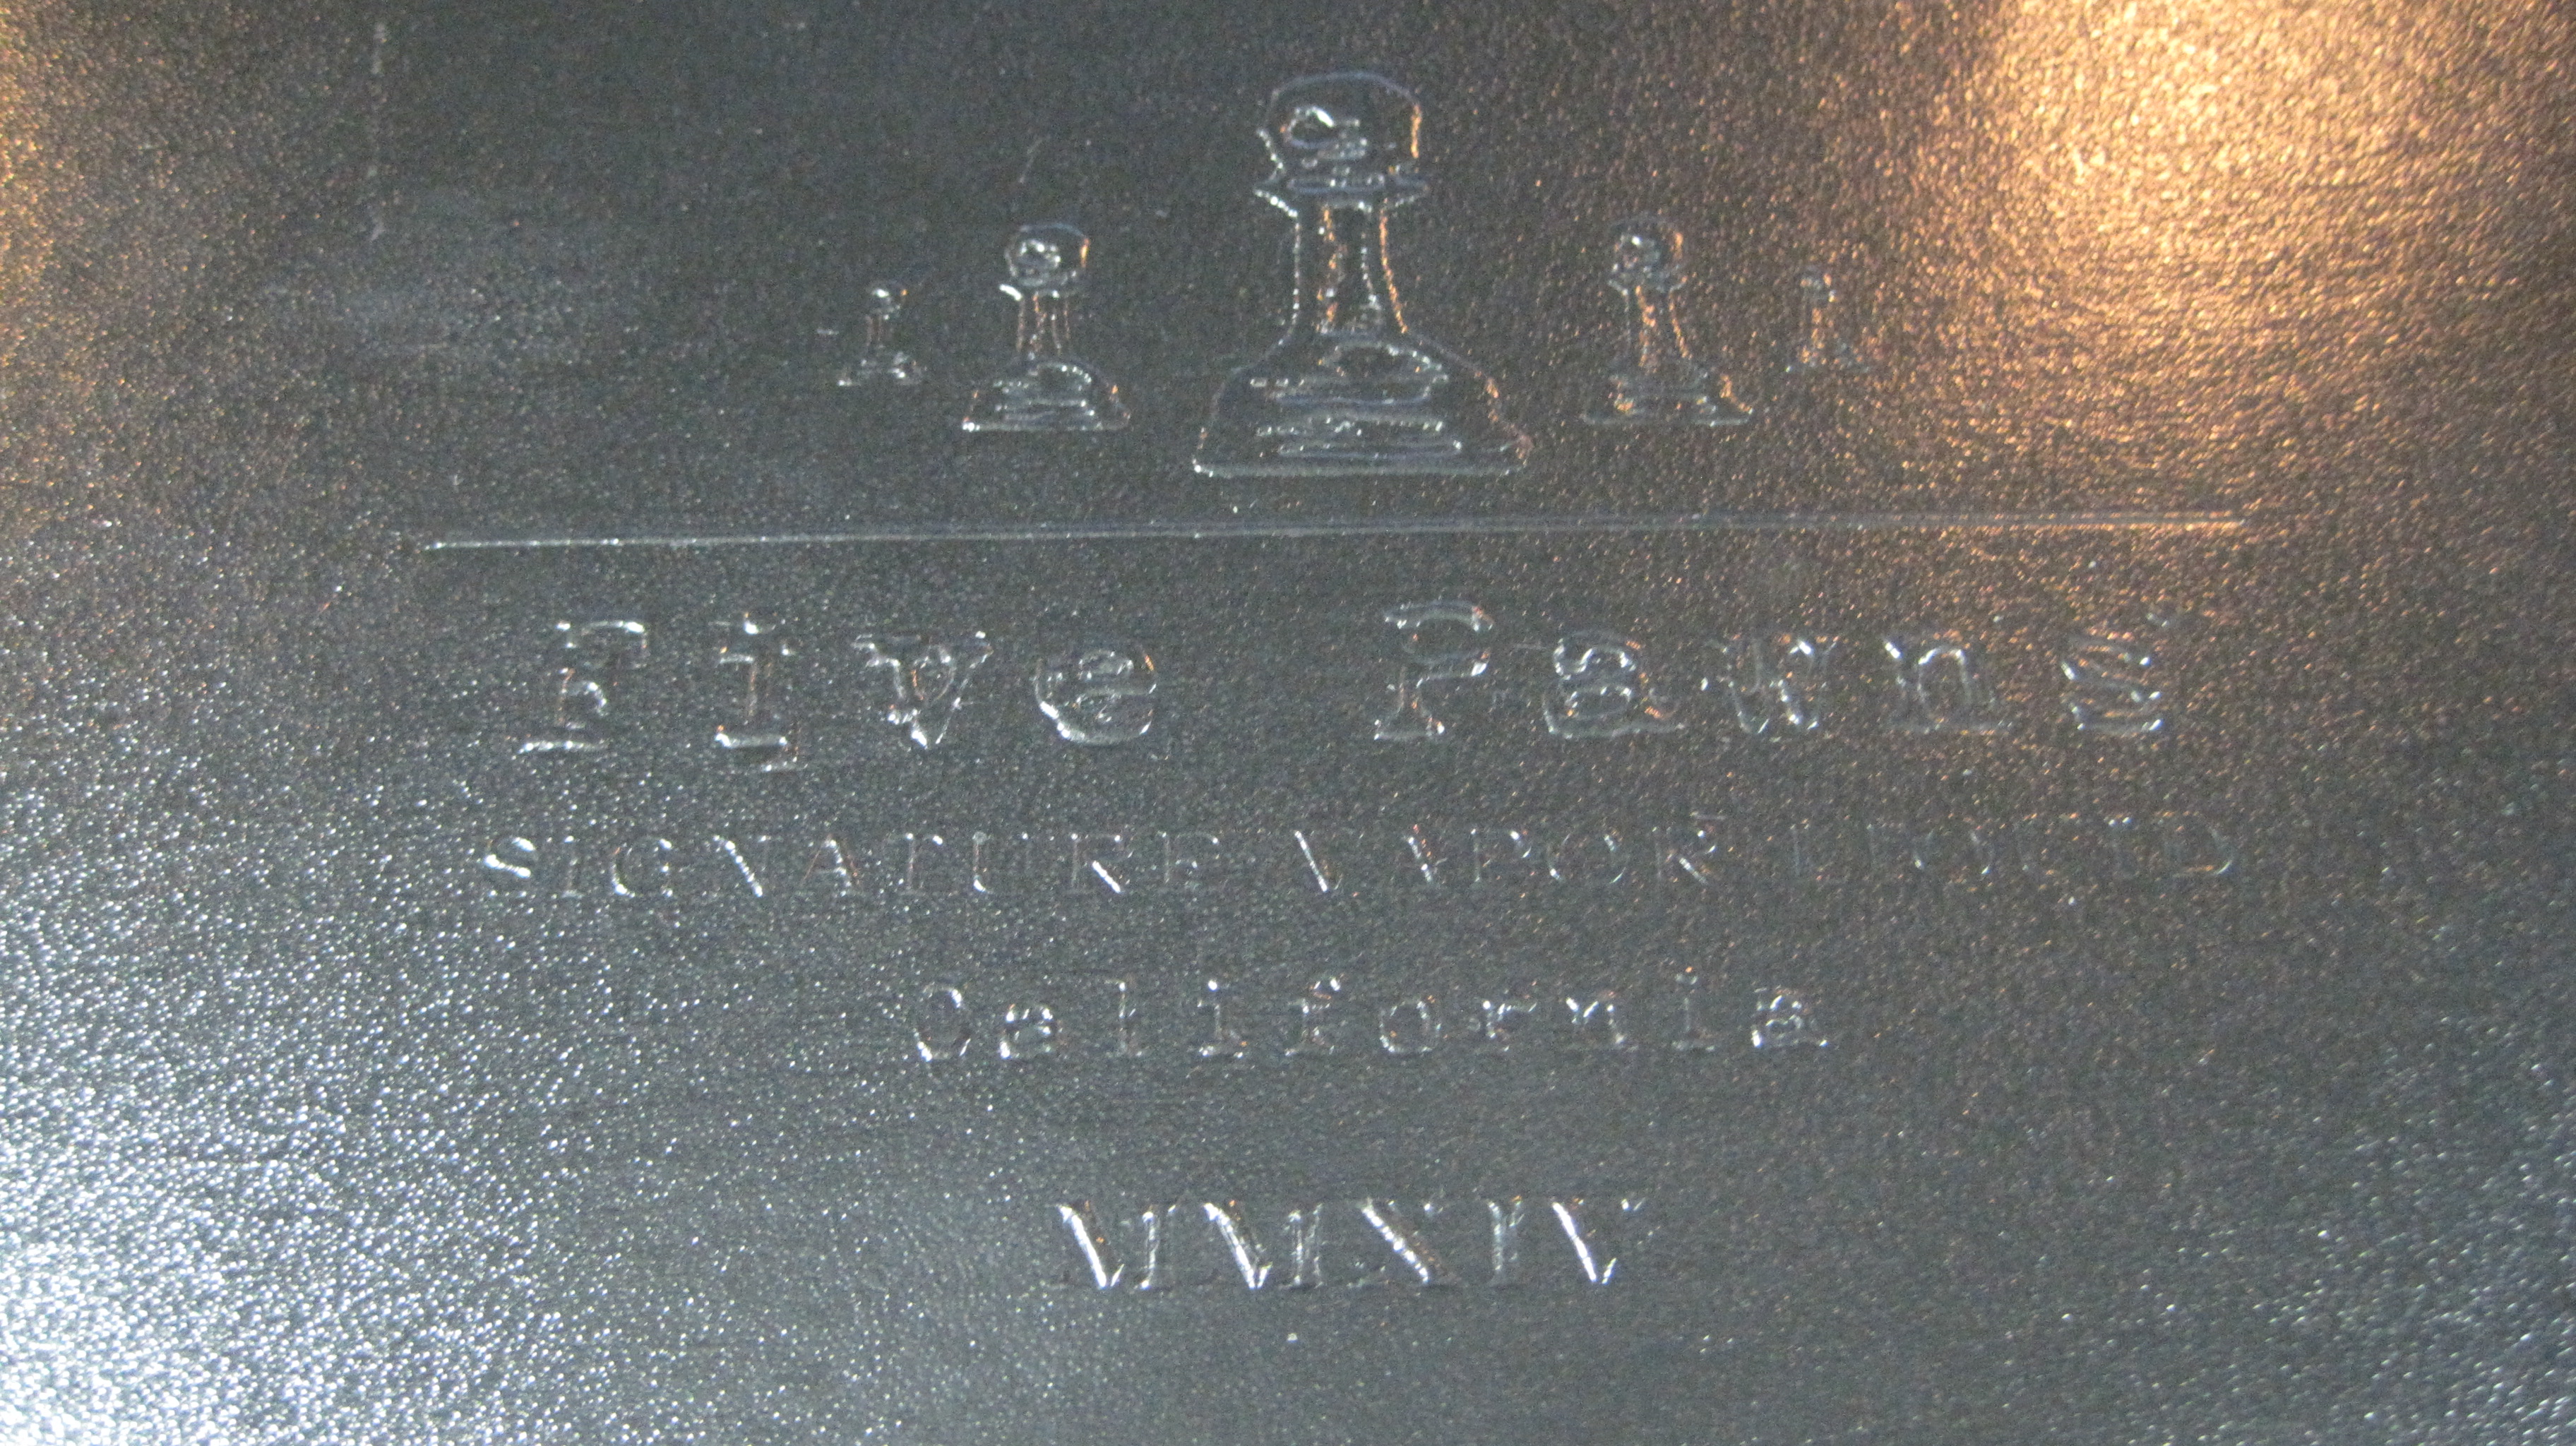 Five Pawns
SIGNATURE VAPOR LIQUID
California
MMXIV